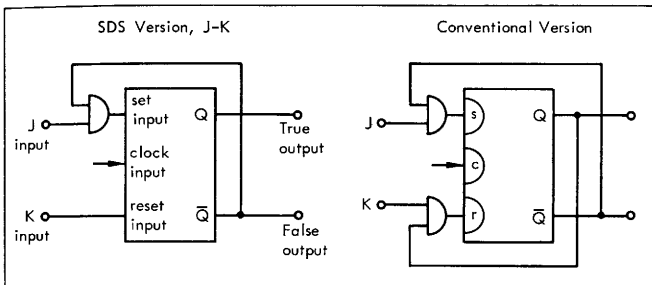 SDS Version, J-K
Conventional Version
set
input
Q
True
output
J
input
clock
input
K
input
reset
input
Q̅
False
output
J
s
Q
c
K
r
Q̅